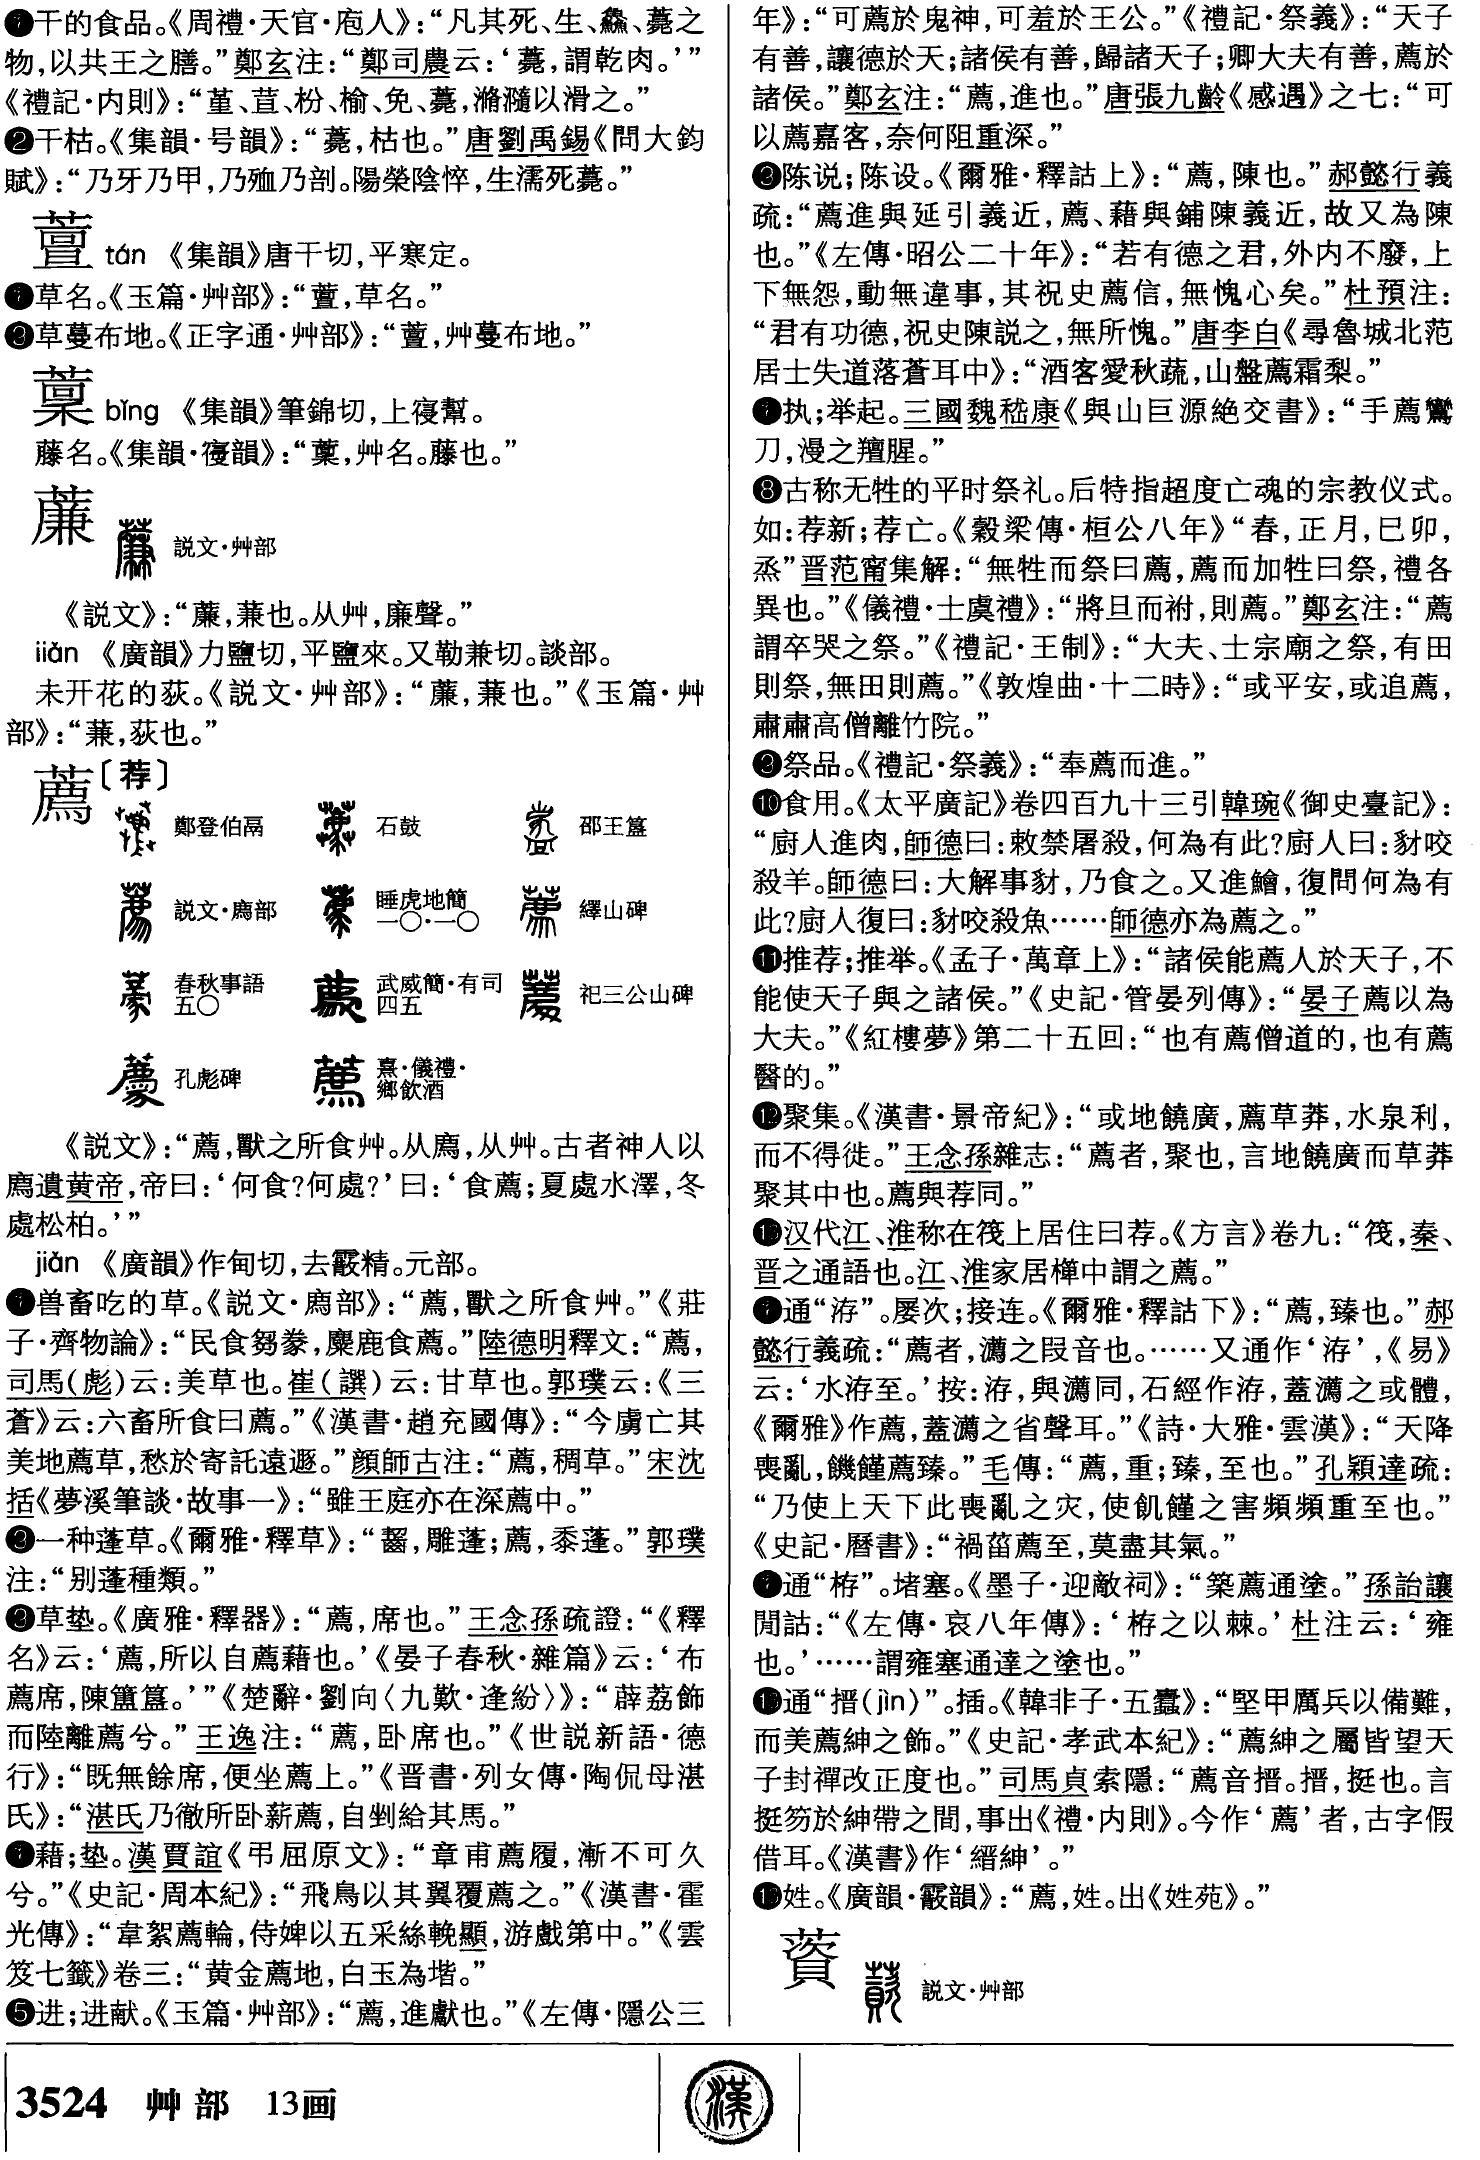 ❶干的食品。《周禮·天官·庖人》：“凡其死、生、鱻、薧之
物，以共王之膳。”鄭玄注：“鄭司農云：‘薧，謂乾肉。’”
《禮記·内則》：“堇、荁、枌、榆、免、薧，滫瀡以滑之。”
❷干枯。《集韻·号韻》：“薧，枯也。”唐劉禹錫《問大鈞
賦》：“乃牙乃甲，乃殈乃剖。陽榮陰悴，生濡死薧。”
蕇 tán 《集韻》唐干切，平寒定。
草名。《玉篇·艸部》：“蕇，草名。”
草蔓布地。《正字通·艸部》：“蕇，艸蔓布地。”
bǐng 《集韻》筆錦切，上寑幫。
藤名。《集韻·寑韻》：“艸名。藤也。”
薕
説文·艸部
《説文》：“薕，蒹也。从艸，廉聲。”
liǎn 《廣韻》力鹽切，平鹽來。又勒兼切。談部。
未开花的荻。《説文·艸部》：“薕，蒹也。”《玉篇·艸
部》：“蒹，荻也。”
薦〔荐〕
鄭登伯鬲 石鼓 邵王簋
説文·廌部 睡虎地簡一〇·一〇 繹山碑
春秋事語五〇 武威簡·有司四五 祀三公山碑
孔彪碑 熹·儀禮·鄉飲酒
《説文》：“薦，獸之所食艸。从廌，从艸。古者神人以
廌遺黄帝，帝曰：‘何食？何處？’曰：‘食薦；夏處水澤，冬
處松柏。’”
jiǎn 《廣韻》作甸切，去霰精。元部。
兽畜吃的草。《説文·廌部》：“薦，獸之所食艸。”《莊
子·齊物論》：“民食芻豢，麋鹿食薦。”陸德明釋文：“薦，
司馬（彪）云：美草也。崔（譔）云：甘草也。郭璞云：《三
蒼》云：六畜所食曰薦。”《漢書·趙充國傳》：“今虜亡其
美地薦草，愁於寄託遠遯。”顔師古注：“薦，稠草。”宋沈
括《夢溪筆談·故事一》：“雖王庭亦在深薦中。”
一种蓬草。《爾雅·釋草》：“齧，雕蓬；薦，黍蓬。”郭璞
注：“别蓬種類。”
草垫。《廣雅·釋器》：“薦，席也。”王念孫疏證：“《釋
名》云：‘薦，所以自薦藉也。’《晏子春秋·雜篇》云：‘布
薦席，陳簠簋。’”《楚辭·劉向〈九歎·逢紛〉》：“薜荔飾
而陸離薦兮。”王逸注：“薦，卧席也。”《世説新語·德
行》：“既無餘席，便坐薦上。”《晋書·列女傳·陶侃母湛
氏》：“湛氏乃徹所卧薪薦，自剉給其馬。”
藉；垫。漢賈誼《弔屈原文》：“章甫薦履，漸不可久
兮。”《史記·周本紀》：“飛鳥以其翼覆薦之。”《漢書·霍
光傳》：“韋絮薦輪，侍婢以五采絲輓顯，游戲第中。”《雲
笈七籤》卷三：“黄金薦地，白玉為堦。”
❺进；进献。《玉篇·艸部》：“薦，進獻也。”《左傳·隱公三
年》：“可薦於鬼神，可羞於王公。”《禮記·祭義》：“天子
有善，讓德於天；諸侯有善，歸諸天子；卿大夫有善，薦於
諸侯。”鄭玄注：“薦，進也。”唐張九齡《感遇》之七：“可
以薦嘉客，奈何阻重深。”
陈说；陈设。《爾雅·釋詁上》：“薦，陳也。”郝懿行義
疏：“薦進與延引義近，薦、藉與鋪陳義近，故又為陳
也。”《左傳·昭公二十年》：“若有德之君，外内不廢，上
下無怨，動無違事，其祝史薦信，無愧心矣。”杜預注：
“君有功德，祝史陳説之，無所愧。”唐李白《尋魯城北范
居士失道落蒼耳中》：“酒客愛秋蔬，山盤薦霜梨。”
执；举起。三國魏嵇康《與山巨源絶交書》：“手薦鸞
刀，漫之羶腥。”
❽古称无牲的平时祭礼。后特指超度亡魂的宗教仪式。
如：荐新；荐亡。《穀梁傳·桓公八年》“春，正月，巳卯，
烝”晋范甯集解：“無牲而祭曰薦，薦而加牲曰祭，禮各
異也。”《儀禮·士虞禮》：“將旦而祔，則薦。”鄭玄注：“薦
謂卒哭之祭。”《禮記·王制》：“大夫、士宗廟之祭，有田
則祭，無田則薦。”《敦煌曲·十二時》：“或平安，或追薦，
肅肅高僧離竹院。”
祭品。《禮記·祭義》：“奉薦而進。”
❿食用。《太平廣記》卷四百九十三引韓琬《御史臺記》：
“厨人進肉，師德曰：敕禁屠殺，何為有此？厨人曰：豺咬
殺羊。師德曰：大解事豺，乃食之。又進鱠，復問何為有
此？厨人復曰：豺咬殺魚……師德亦為薦之。”
⓫推荐；推举。《孟子·萬章上》：“諸侯能薦人於天子，不
能使天子與之諸侯。”《史記·管晏列傳》：“晏子薦以為
大夫。”《紅樓夢》第二十五回：“也有薦僧道的，也有薦
醫的。”
⓬聚集。《漢書·景帝紀》：“或地饒廣，薦草莽，水泉利，
而不得徙。”王念孫雜志：“薦者，聚也，言地饒廣而草莽
聚其中也。薦與荐同。”
汉代江、淮称在筏上居住曰荐。《方言》卷九：“筏，秦、
晋之通語也。江、淮家居㰆中謂之薦。”
通“洊”。屡次；接连。《爾雅·釋詁下》：“薦，臻也。”郝
懿行義疏：“薦者，瀳之叚音也。……又通作‘洊’，《易》
云：‘水洊至。’按：洊，與瀳同，石經作洊，蓋瀳之或體，
《爾雅》作薦，蓋瀳之省聲耳。”《詩·大雅·雲漢》：“天降
喪亂，饑饉薦臻。”毛傳：“薦，重；臻，至也。”孔穎達疏：
“乃使上天下此喪亂之灾，使飢饉之害頻頻重至也。”
《史記·曆書》：“禍菑薦至，莫盡其氣。”
通“栫”。堵塞。《墨子·迎敵祠》：“築薦通塗。”孫詒讓
閒詁：“《左傳·哀八年傳》：‘栫之以棘。’杜注云：‘雍
也。’……謂雍塞通達之塗也。”
通“搢（jìn）”。插。《韓非子·五蠹》：“堅甲厲兵以備難，
而美薦紳之飾。”《史記·孝武本紀》：“薦紳之屬皆望天
子封禪改正度也。”司馬貞索隱：“薦音搢。搢，挺也。言
挺笏於紳帶之間，事出《禮·内則》。今作‘薦’者，古字假
借耳。《漢書》作‘縉紳’。”
姓。《廣韻·霰韻》：“薦，姓。出《姓苑》。”
薋
説文·艸部
3524 艸部 13画
漢